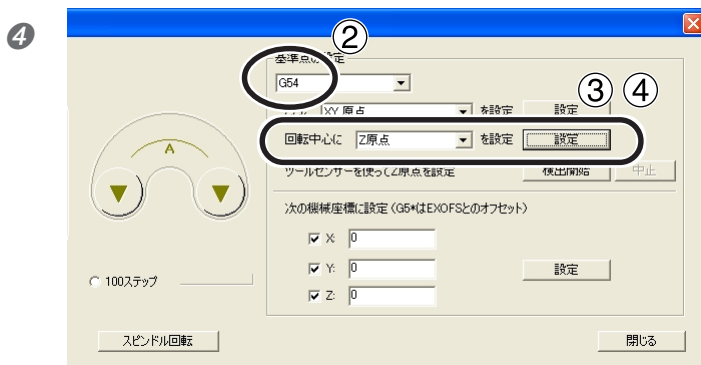 4
②
基準点の設定
G54
③ ④
XY 原点 を設定 設定
回転中心に Z原点 を設定 設定
ツールセンサーを使ってZ原点を設定 検出開始 中止
A
次の機械座標に設定(G5*はEXOFSとのオフセット)
X: 0
Y: 0 設定
Z: 0
100ステップ
スピンドル回転 閉じる